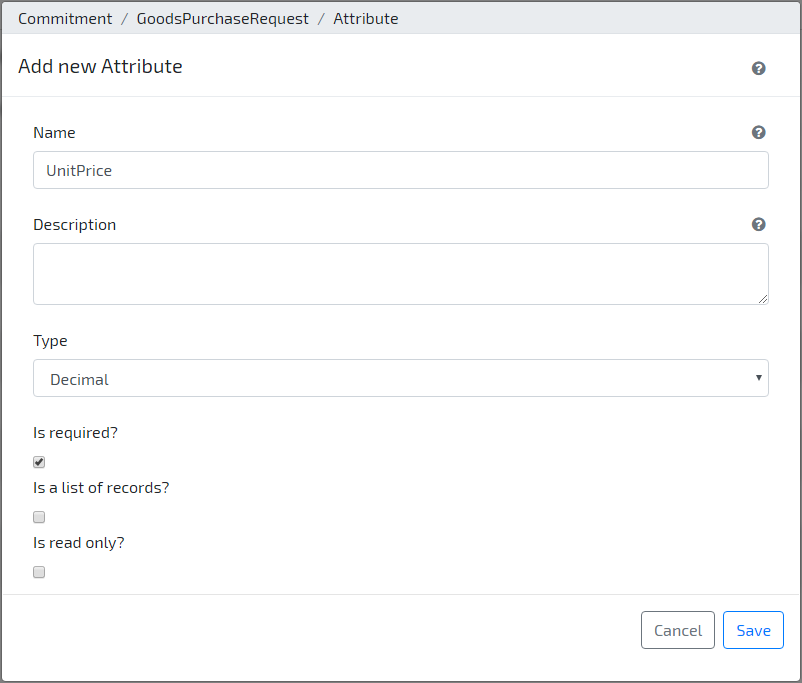 Commitment / GoodsPurchaseRequest / Attribute
Add new Attribute
Name
UnitPrice
Description
Type
Decimal
Is required?
Is a list of records?
Is read only?
Cancel Save